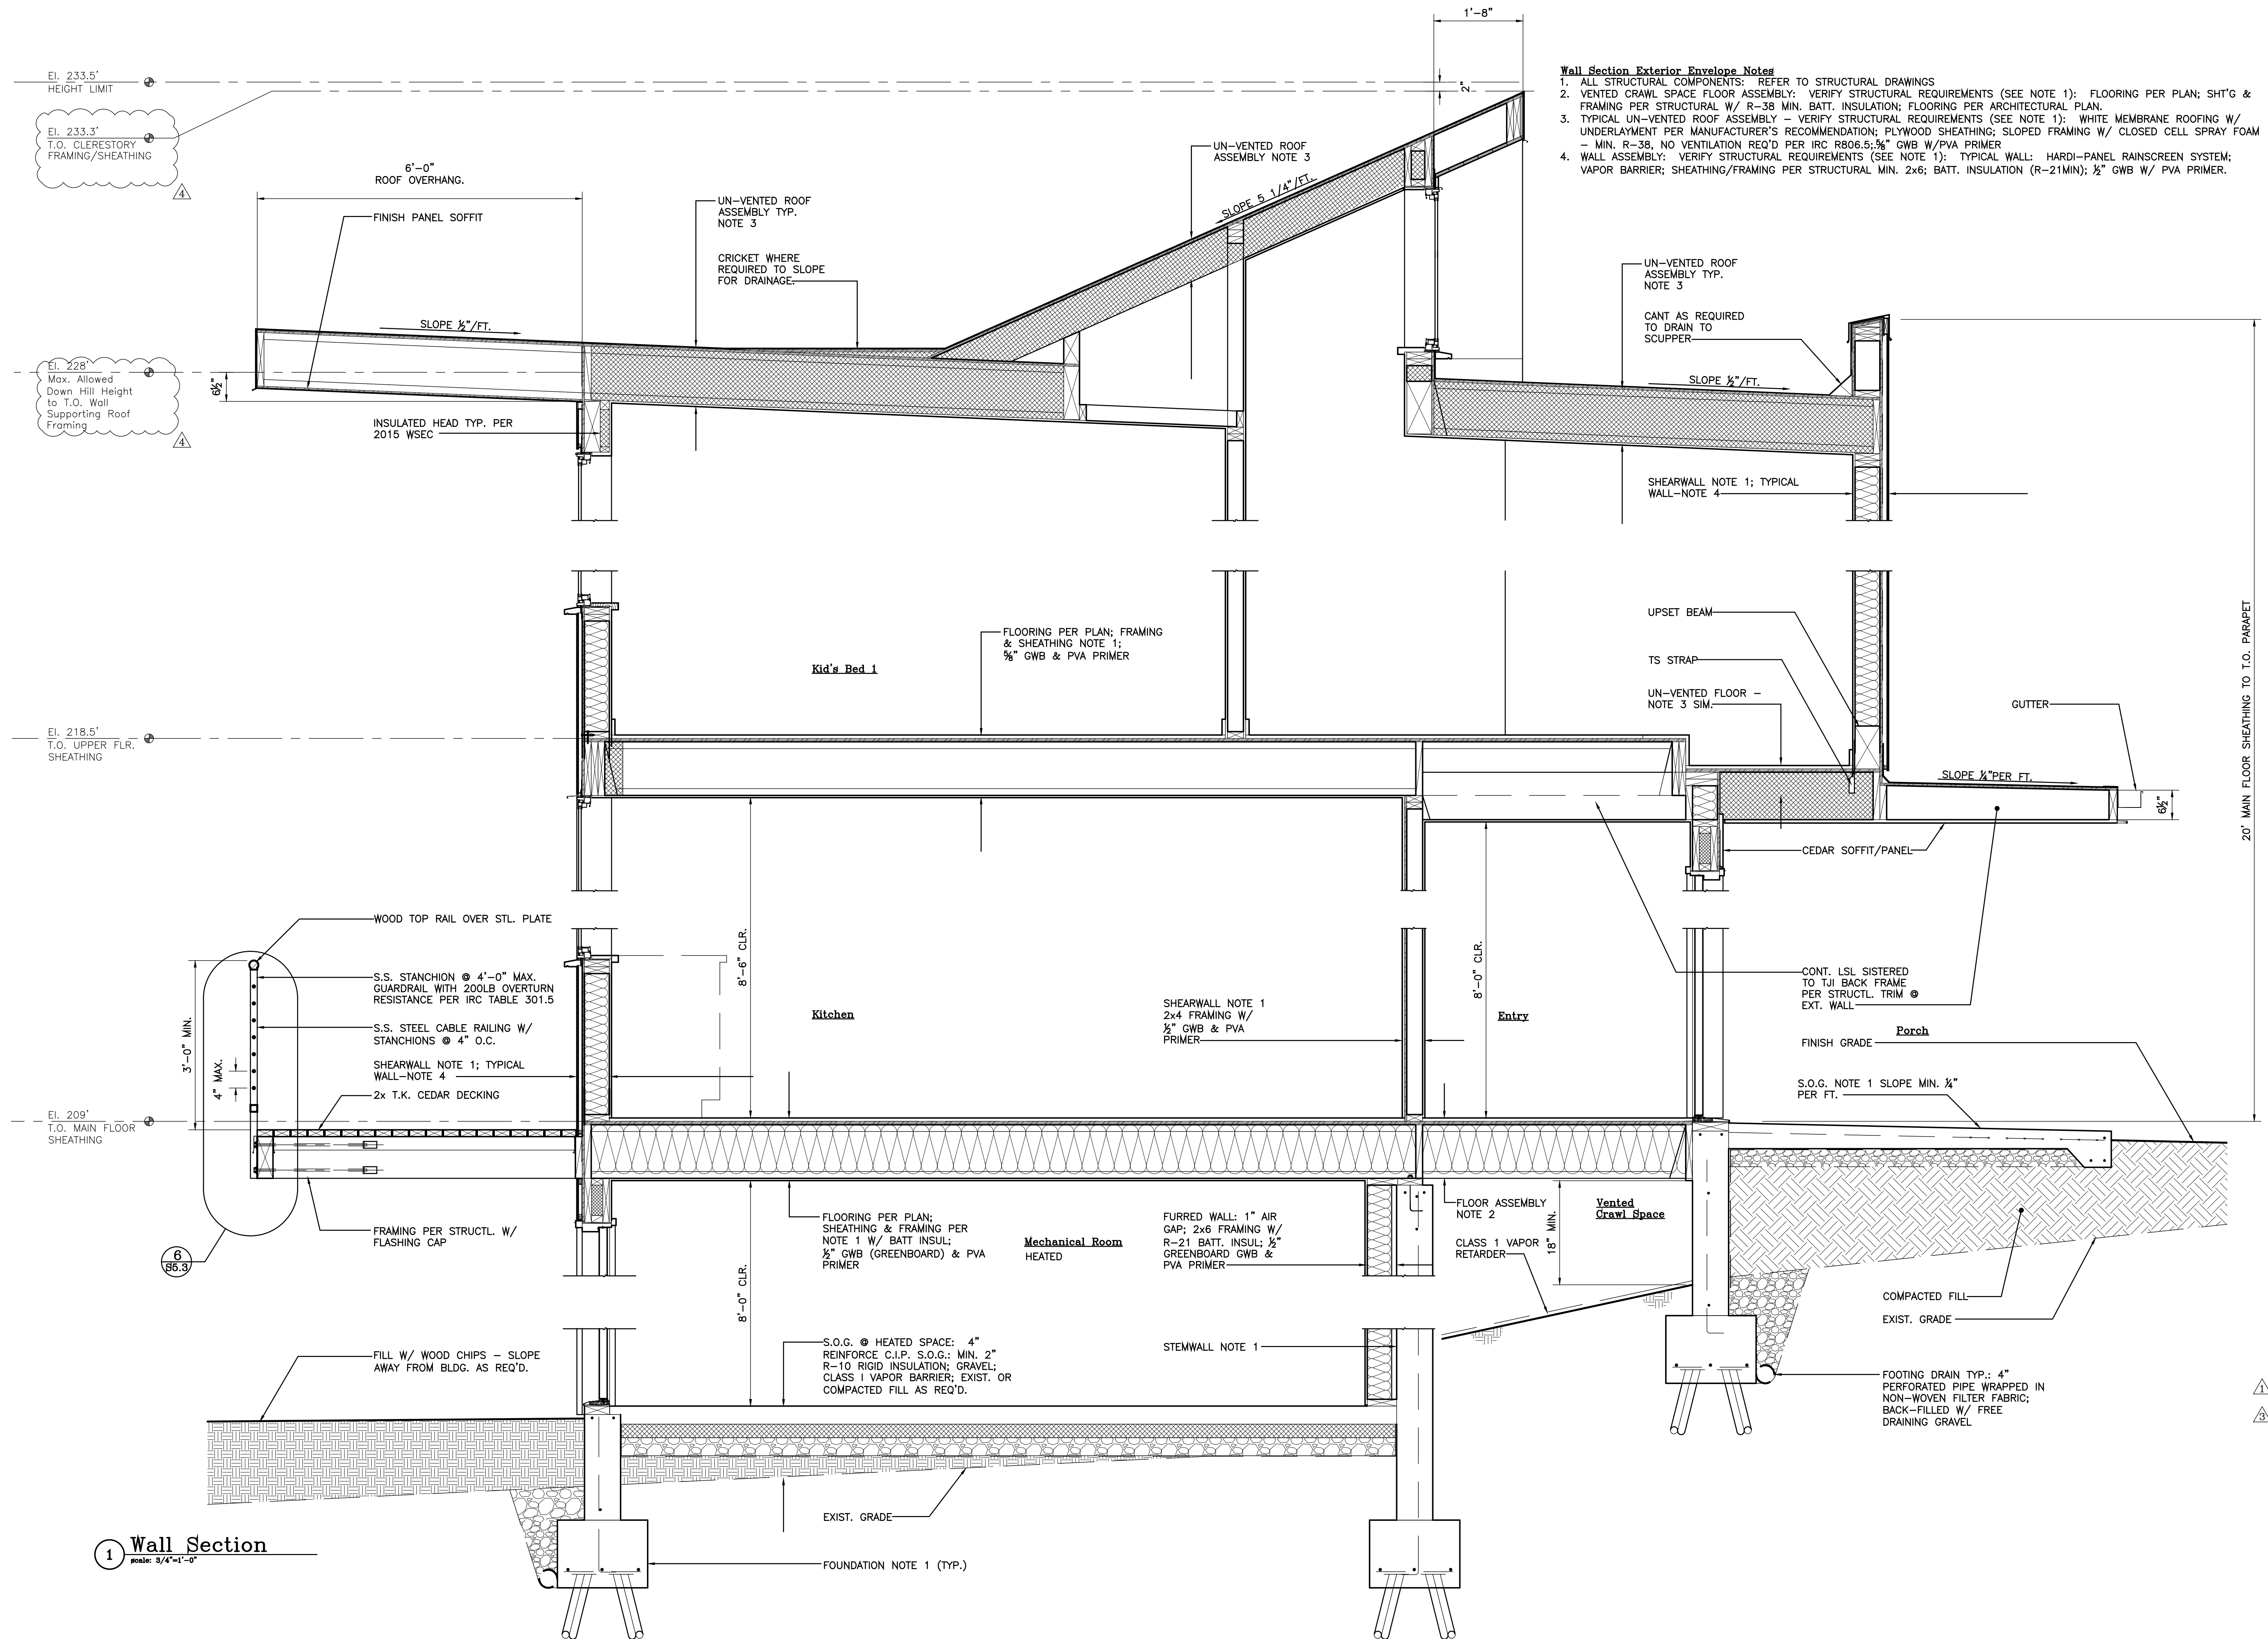 1'-8"
El. 233.5'
HEIGHT LIMIT
2"
El. 233.3'
T.O. CLERESTORY
FRAMING/SHEATHING
4
Wall Section Exterior Envelope Notes
1. ALL STRUCTURAL COMPONENTS: REFER TO STRUCTURAL DRAWINGS
2. VENTED CRAWL SPACE FLOOR ASSEMBLY: VERIFY STRUCTURAL REQUIREMENTS (SEE NOTE 1): FLOORING PER PLAN; SHT'G &
FRAMING PER STRUCTURAL W/ R-38 MIN. BATT. INSULATION; FLOORING PER ARCHITECTURAL PLAN.
3. TYPICAL UN-VENTED ROOF ASSEMBLY - VERIFY STRUCTURAL REQUIREMENTS (SEE NOTE 1): WHITE MEMBRANE ROOFING W/
UNDERLAYMENT PER MANUFACTURER'S RECOMMENDATION; PLYWOOD SHEATHING; SLOPED FRAMING W/ CLOSED CELL SPRAY FOAM
- MIN. R-38, NO VENTILATION REQ'D PER IRC R806.5;⅝" GWB W/PVA PRIMER
4. WALL ASSEMBLY: VERIFY STRUCTURAL REQUIREMENTS (SEE NOTE 1): TYPICAL WALL: HARDI-PANEL RAINSCREEN SYSTEM;
VAPOR BARRIER; SHEATHING/FRAMING PER STRUCTURAL MIN. 2x6; BATT. INSULATION (R-21MIN); ½" GWB W/ PVA PRIMER.
6'-0"
ROOF OVERHANG.
FINISH PANEL SOFFIT
UN-VENTED ROOF
ASSEMBLY TYP.
NOTE 3
CRICKET WHERE
REQUIRED TO SLOPE
FOR DRAINAGE.
UN-VENTED ROOF
ASSEMBLY NOTE 3
SLOPE 5 1/4"/FT.
UN-VENTED ROOF
ASSEMBLY TYP.
NOTE 3
CANT AS REQUIRED
TO DRAIN TO
SCUPPER
SLOPE ½"/FT.
SLOPE ½"/FT.
El. 228'
Max. Allowed
Down Hill Height
to T.O. Wall
Supporting Roof
Framing
4
6½"
INSULATED HEAD TYP. PER
2015 WSEC
SHEARWALL NOTE 1; TYPICAL
WALL-NOTE 4
20' MAIN FLOOR SHEATHING TO T.O. PARAPET
Kid's Bed 1
FLOORING PER PLAN; FRAMING
& SHEATHING NOTE 1;
⅝" GWB & PVA PRIMER
UPSET BEAM
TS STRAP
UN-VENTED FLOOR -
NOTE 3 SIM.
GUTTER
SLOPE ¼"PER FT.
6½"
El. 218.5'
T.O. UPPER FLR.
SHEATHING
CEDAR SOFFIT/PANEL
WOOD TOP RAIL OVER STL. PLATE
S.S. STANCHION @ 4'-0" MAX.
GUARDRAIL WITH 200LB OVERTURN
RESISTANCE PER IRC TABLE 301.5
S.S. STEEL CABLE RAILING W/
STANCHIONS @ 4" O.C.
SHEARWALL NOTE 1; TYPICAL
WALL-NOTE 4
2x T.K. CEDAR DECKING
3'-0" MIN.
4" MAX.
8'-6" CLR.
Kitchen
SHEARWALL NOTE 1
2x4 FRAMING W/
½" GWB & PVA
PRIMER
8'-0" CLR.
Entry
CONT. LSL SISTERED
TO TJI BACK FRAME
PER STRUCTL. TRIM @
EXT. WALL
Porch
FINISH GRADE
S.O.G. NOTE 1 SLOPE MIN. ¼"
PER FT.
El. 209'
T.O. MAIN FLOOR
SHEATHING
FRAMING PER STRUCTL. W/
FLASHING CAP
6
S5.3
FLOORING PER PLAN;
SHEATHING & FRAMING PER
NOTE 1 W/ BATT INSUL;
½" GWB (GREENBOARD) & PVA
PRIMER
Mechanical Room
HEATED
FURRED WALL: 1" AIR
GAP; 2x6 FRAMING W/
R-21 BATT. INSUL; ½"
GREENBOARD GWB &
PVA PRIMER
FLOOR ASSEMBLY
NOTE 2
CLASS 1 VAPOR
RETARDER
18" MIN.
Vented
Crawl Space
COMPACTED FILL
EXIST. GRADE
8'-0" CLR.
FILL W/ WOOD CHIPS - SLOPE
AWAY FROM BLDG. AS REQ'D.
S.O.G. @ HEATED SPACE: 4"
REINFORCE C.I.P. S.O.G.: MIN. 2"
R-10 RIGID INSULATION; GRAVEL;
CLASS I VAPOR BARRIER; EXIST. OR
COMPACTED FILL AS REQ'D.
STEMWALL NOTE 1
FOOTING DRAIN TYP.: 4"
PERFORATED PIPE WRAPPED IN
NON-WOVEN FILTER FABRIC;
BACK-FILLED W/ FREE
DRAINING GRAVEL
1
3
EXIST. GRADE
FOUNDATION NOTE 1 (TYP.)
1
Wall Section
scale: 3/4"=1'-0"